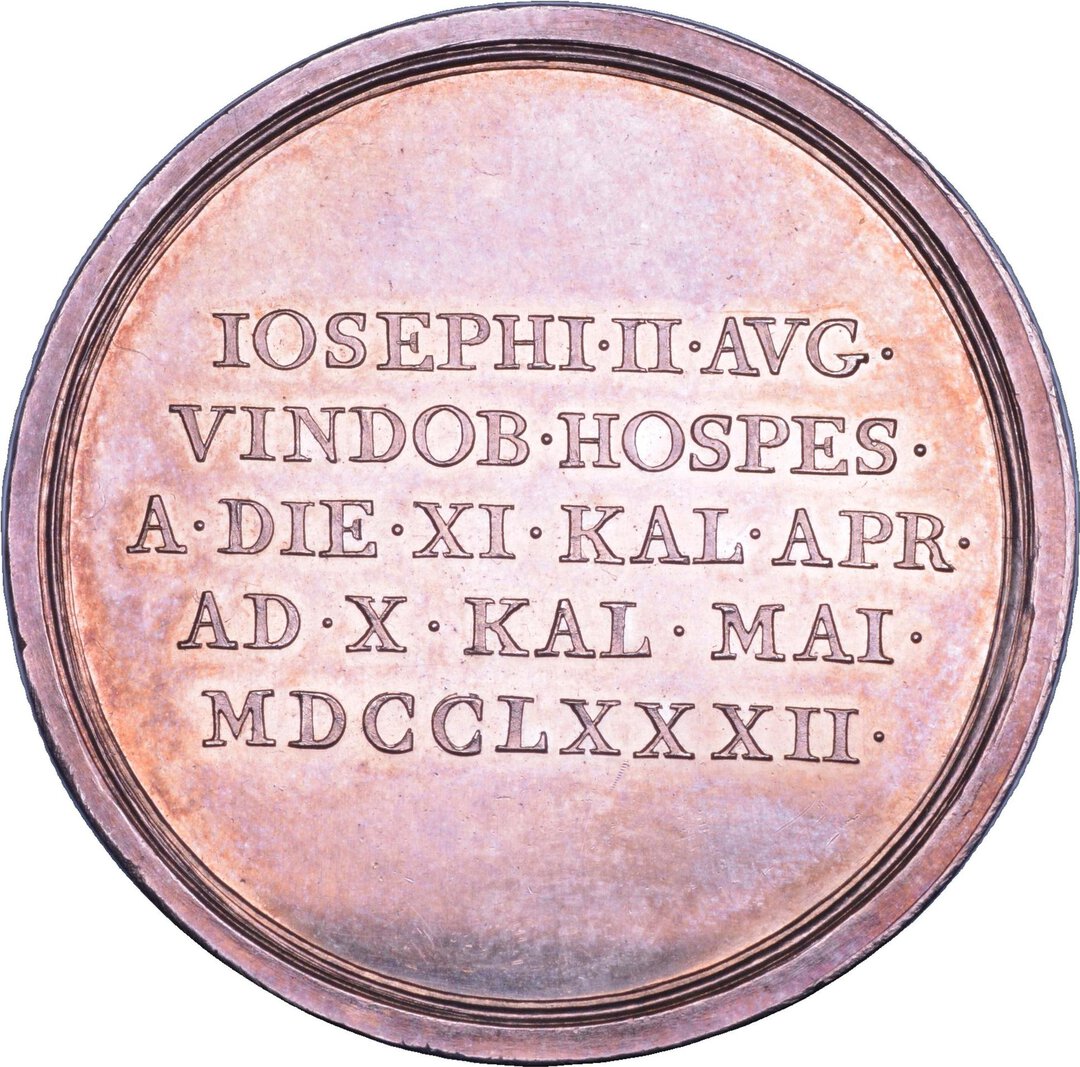 IOSEPHI·II·AVG·
VINDOB·HOSPES·
A·DIE·XI·KAL·APR·
AD·X·KAL·MAI·
MDCCLXXXII·